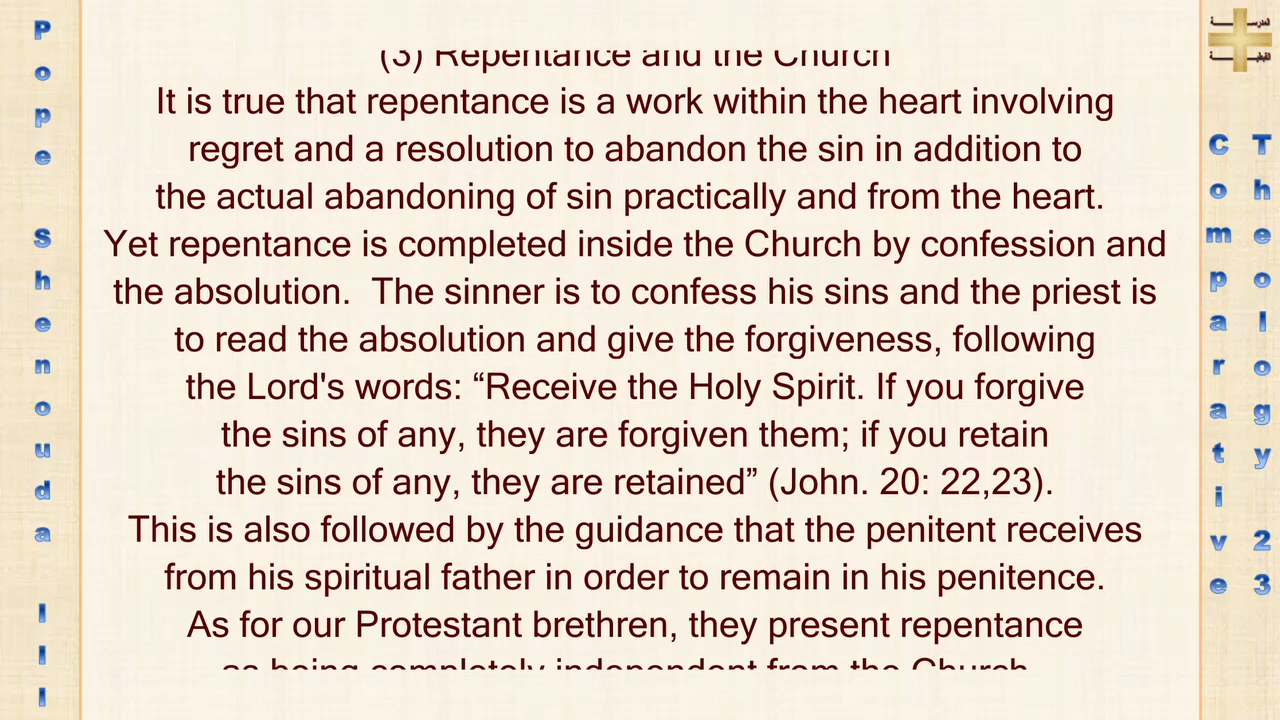 Pope Shenouda III
(3) Repentance and the Church
It is true that repentance is a work within the heart involving
regret and a resolution to abandon the sin in addition to
the actual abandoning of sin practically and from the heart.
Yet repentance is completed inside the Church by confession and
the absolution.  The sinner is to confess his sins and the priest is
to read the absolution and give the forgiveness, following
the Lord's words: “Receive the Holy Spirit. If you forgive
the sins of any, they are forgiven them; if you retain
the sins of any, they are retained” (John. 20: 22,23).
This is also followed by the guidance that the penitent receives
from his spiritual father in order to remain in his penitence.
As for our Protestant brethren, they present repentance
as being completely independent from the Church.
Comparative
Theology 23